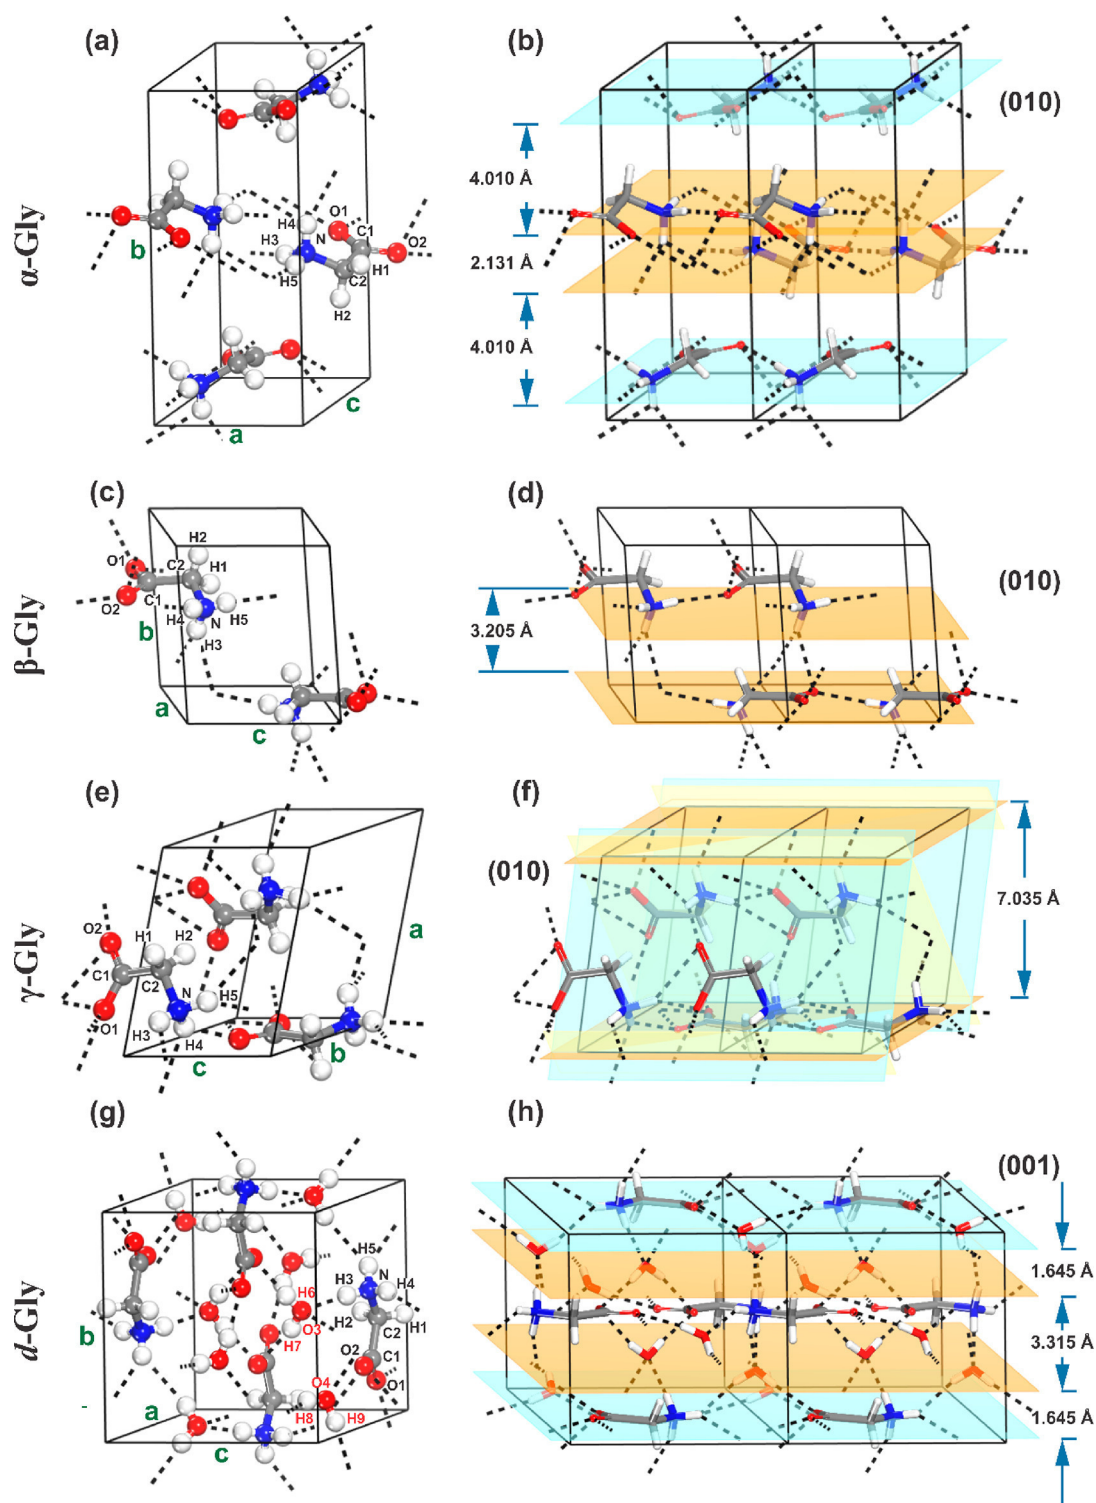 (a)
(b)
(010)
α-Gly
4.010 Å
2.131 Å
4.010 Å
O1
C1
O2
H4
N
H3
H5
C2
H1
H2
b
c
a
(c)
(d)
(010)
β-Gly
3.205 Å
H2
O1
C2
H1
O2
C1
H4
N
H5
H3
b
a
c
(e)
(f)
(010)
γ-Gly
7.035 Å
O2
H1
H2
C1
C2
N
H5
O1
H3
H4
a
b
c
(g)
(h)
(001)
d-Gly
1.645 Å
3.315 Å
1.645 Å
H5
N
H3
H4
H6
O3
H2
C2
H1
H7
O2
C1
O4
O1
H8
H9
b
a
c